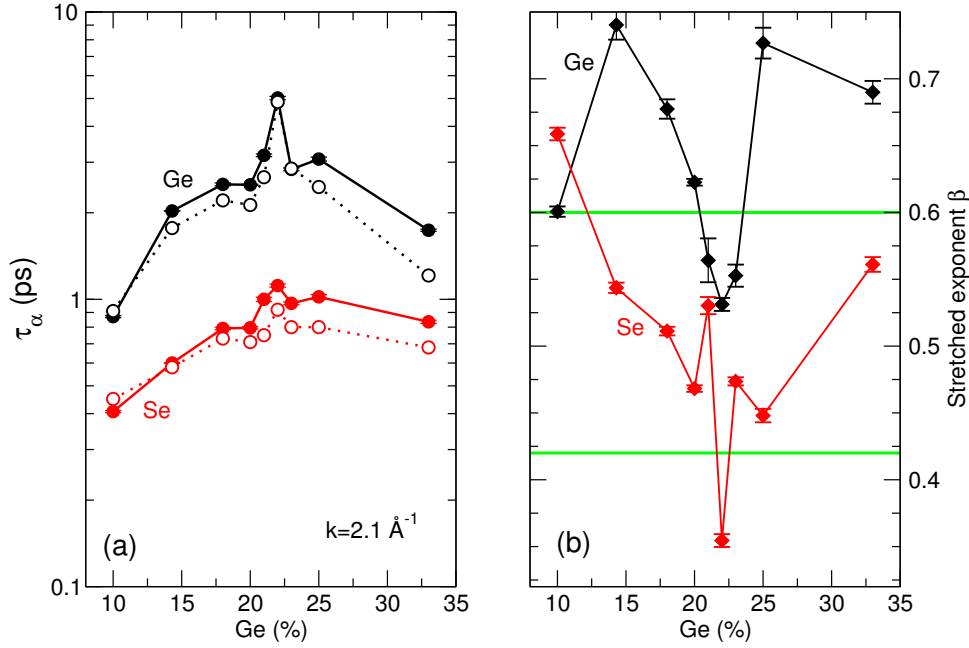 10
1
0.1
τα (ps)
Ge
Se
k=2.1 Å-1
(a)
10 15 20 25 30 35
Ge (%)
Ge
Se
(b)
10 15 20 25 30 35
Ge (%)
0.7
0.6
0.5
0.4
Stretched exponent β